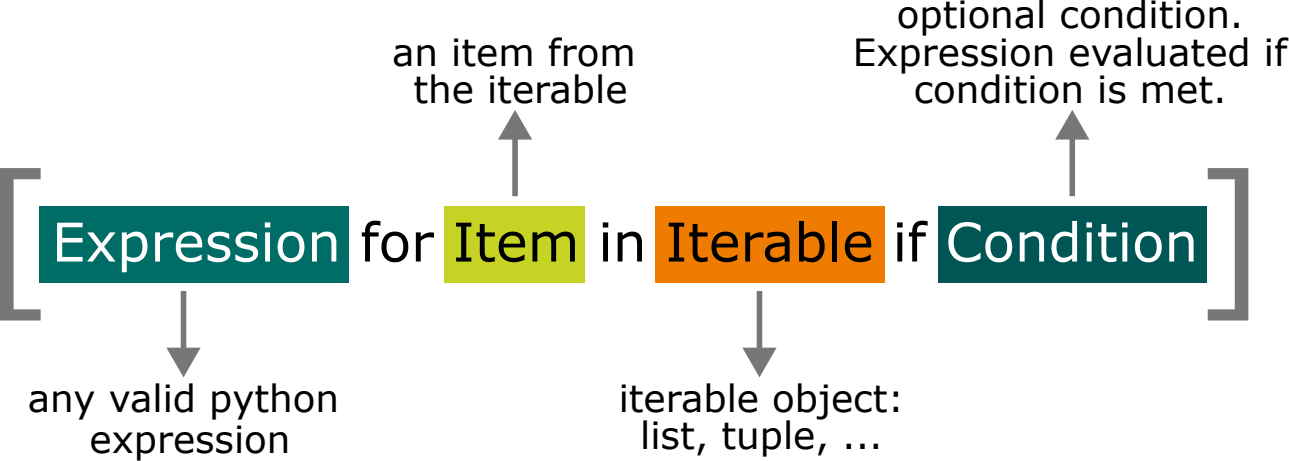 optional condition.
Expression evaluated if
condition is met.
an item from
the iterable
[Expression for Item in Iterable if Condition]
any valid python
expression
iterable object:
list, tuple, ...